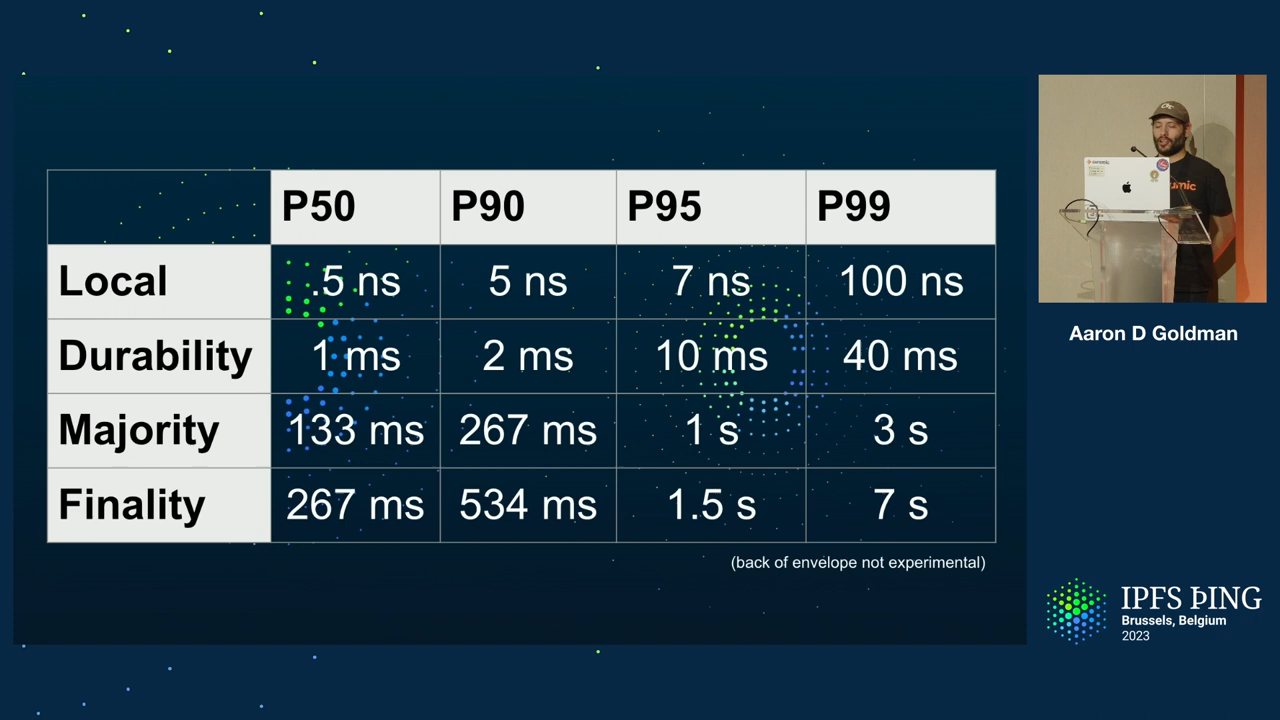 P50 P90 P95 P99
Local .5 ns 5 ns 7 ns 100 ns
Durability 1 ms 2 ms 10 ms 40 ms
Majority 133 ms 267 ms 1 s 3 s
Finality 267 ms 534 ms 1.5 s 7 s
(back of envelope not experimental)
Aaron D Goldman
IPFS ÞING
Brussels, Belgium
2023